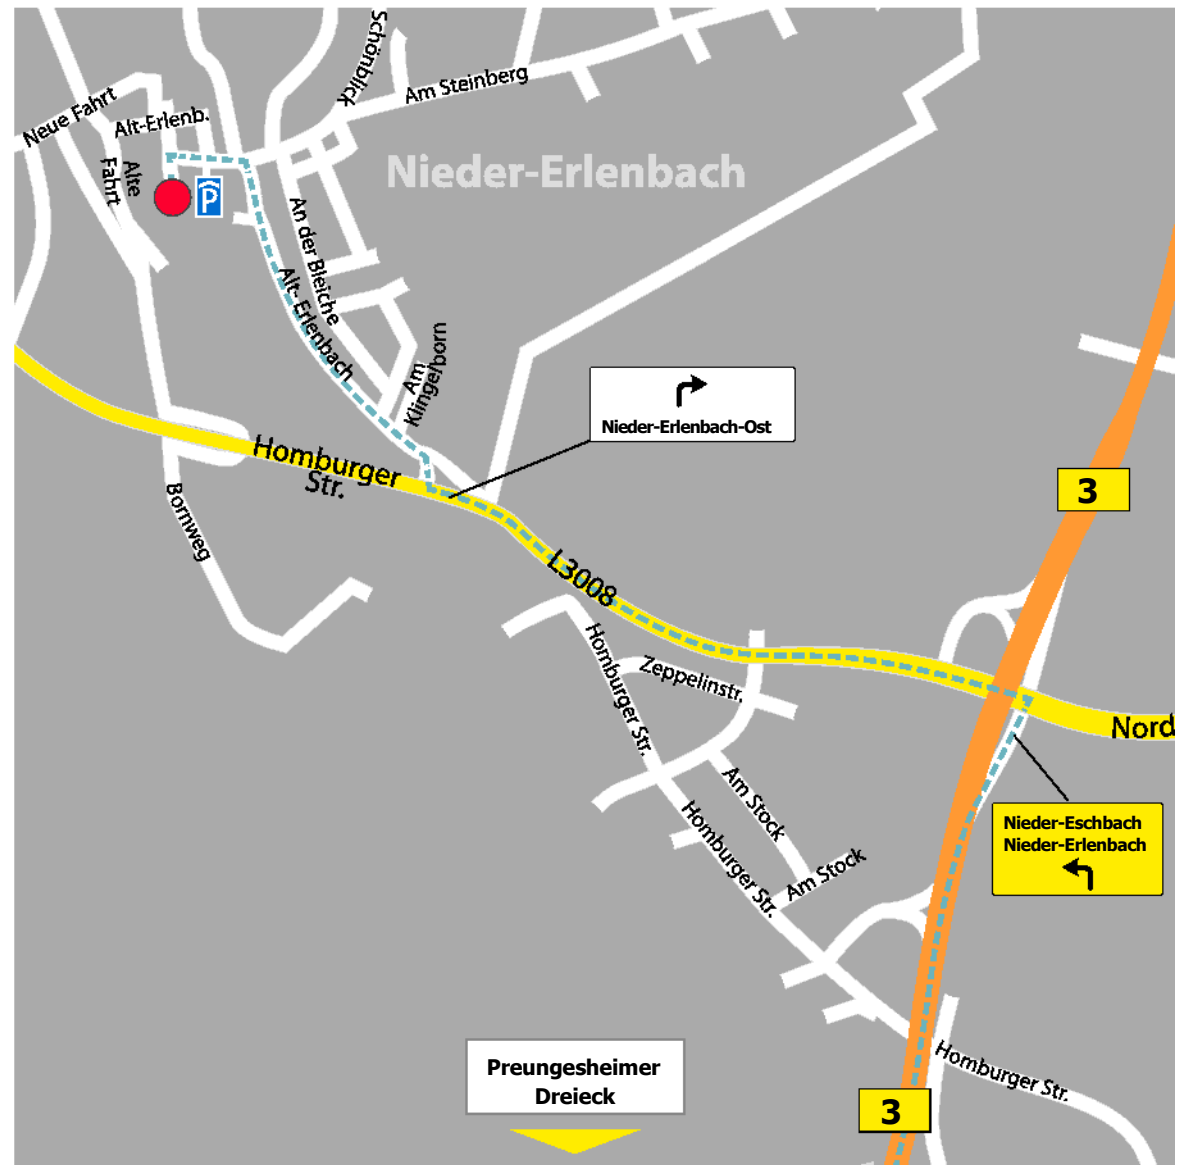 Schönblick
Am Steinberg
Neue Fahrt
Alt-Erlenb.
Alte
Fahrt
P
Nieder-Erlenbach
An der Bleiche
Alt- Erlenbach
Am
Klingelborn
Nieder-Erlenbach-Ost
Homburger
Str.
3
Bornweg
L3008
Homburger Str.
Zeppelinstr.
Nord
Am Stock
Homburger Str.
Am Stock
Nieder-Eschbach
Nieder-Erlenbach
Homburger Str.
Preungesheimer
Dreieck
3